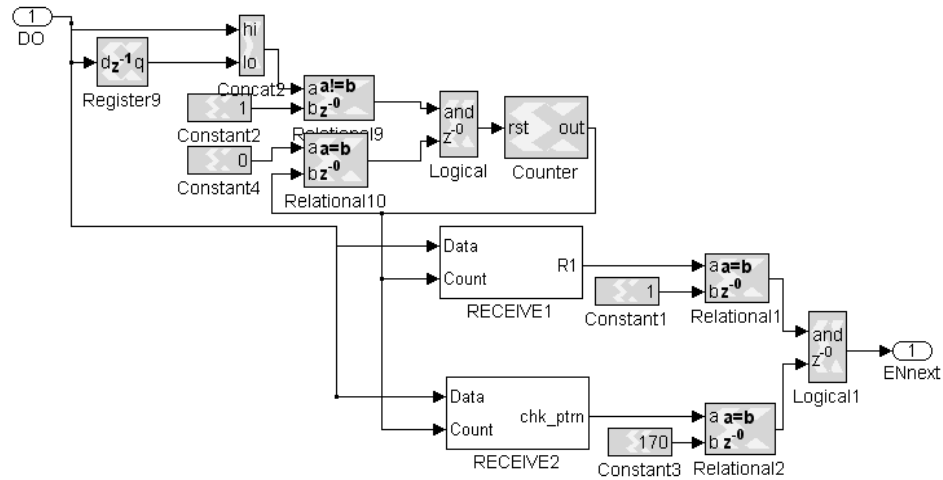 1
DO
hi
lo
Concat2
d z⁻¹ q
Register9
a a!=b
b z⁻⁰
Relational9
1
Constant2
0
Constant4
a a=b
b z⁻⁰
Relational10
and
z⁻⁰
Logical
rst out
Counter
Data
Count
R1
RECEIVE1
1
Constant1
a a=b
b z⁻⁰
Relational1
and
z⁻⁰
Logical1
1
ENnext
Data
Count
chk_ptrn
RECEIVE2
170
Constant3
a a=b
b z⁻⁰
Relational2